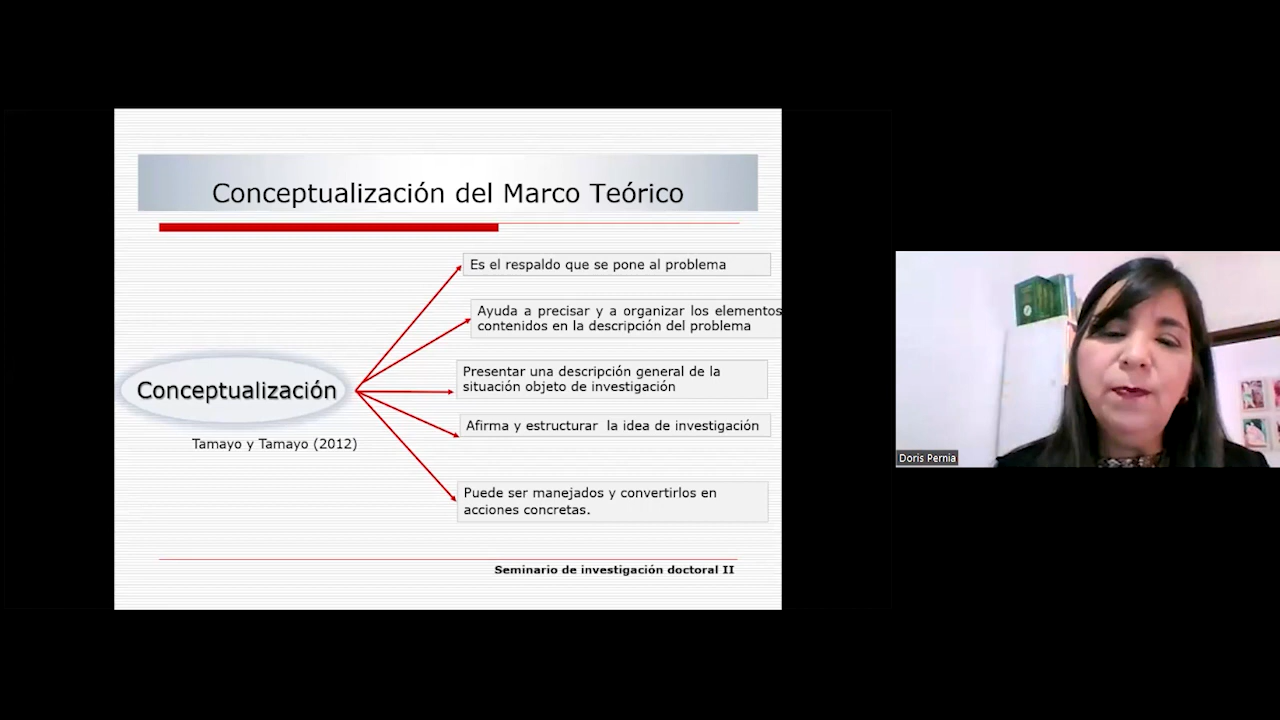 Conceptualización del Marco Teórico
Es el respaldo que se pone al problema
Ayuda a precisar y a organizar los elementos
contenidos en la descripción del problema
Presentar una descripción general de la
situación objeto de investigación
Conceptualización
Afirma y estructurar la idea de investigación
Tamayo y Tamayo (2012)
Puede ser manejados y convertirlos en
acciones concretas.
Seminario de investigación doctoral II
Doris Pernia